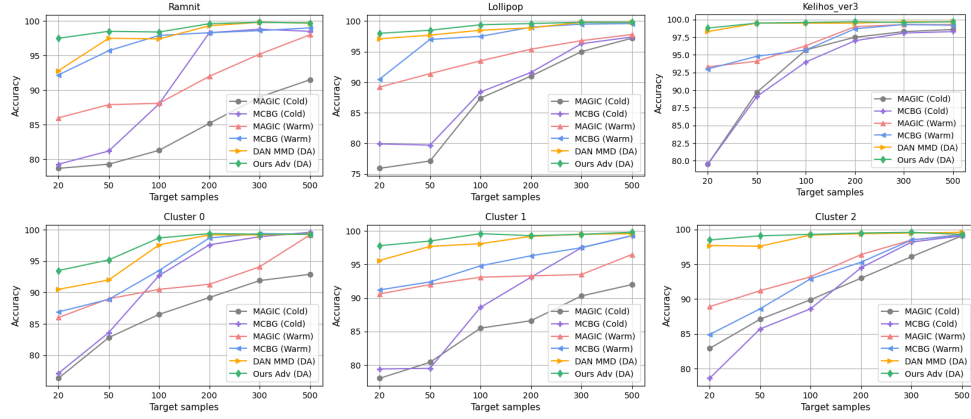 Ramnit
Accuracy
100
95
90
85
80
20
50
100
200
300
500
Target samples
MAGIC (Cold)
MCBG (Cold)
MAGIC (Warm)
MCBG (Warm)
DAN MMD (DA)
Ours Adv (DA)
Lollipop
Accuracy
100
95
90
85
80
75
20
50
100
200
300
500
Target samples
MAGIC (Cold)
MCBG (Cold)
MAGIC (Warm)
MCBG (Warm)
DAN MMD (DA)
Ours Adv (DA)
Kelihos_ver3
Accuracy
100.0
97.5
95.0
92.5
90.0
87.5
85.0
82.5
80.0
20
50
100
200
300
500
Target samples
MAGIC (Cold)
MCBG (Cold)
MAGIC (Warm)
MCBG (Warm)
DAN MMD (DA)
Ours Adv (DA)
Cluster 0
Accuracy
100
95
90
85
80
20
50
100
200
300
500
Target samples
MAGIC (Cold)
MCBG (Cold)
MAGIC (Warm)
MCBG (Warm)
DAN MMD (DA)
Ours Adv (DA)
Cluster 1
Accuracy
100
95
90
85
80
20
50
100
200
300
500
Target samples
MAGIC (Cold)
MCBG (Cold)
MAGIC (Warm)
MCBG (Warm)
DAN MMD (DA)
Ours Adv (DA)
Cluster 2
Accuracy
100
95
90
85
80
20
50
100
200
300
500
Target samples
MAGIC (Cold)
MCBG (Cold)
MAGIC (Warm)
MCBG (Warm)
DAN MMD (DA)
Ours Adv (DA)